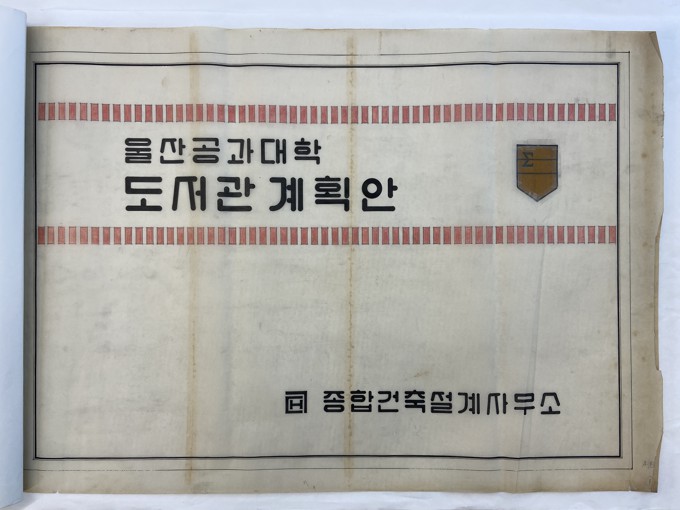 울산공과대학
도서관 계획안
Σ
종합건축설계사무소